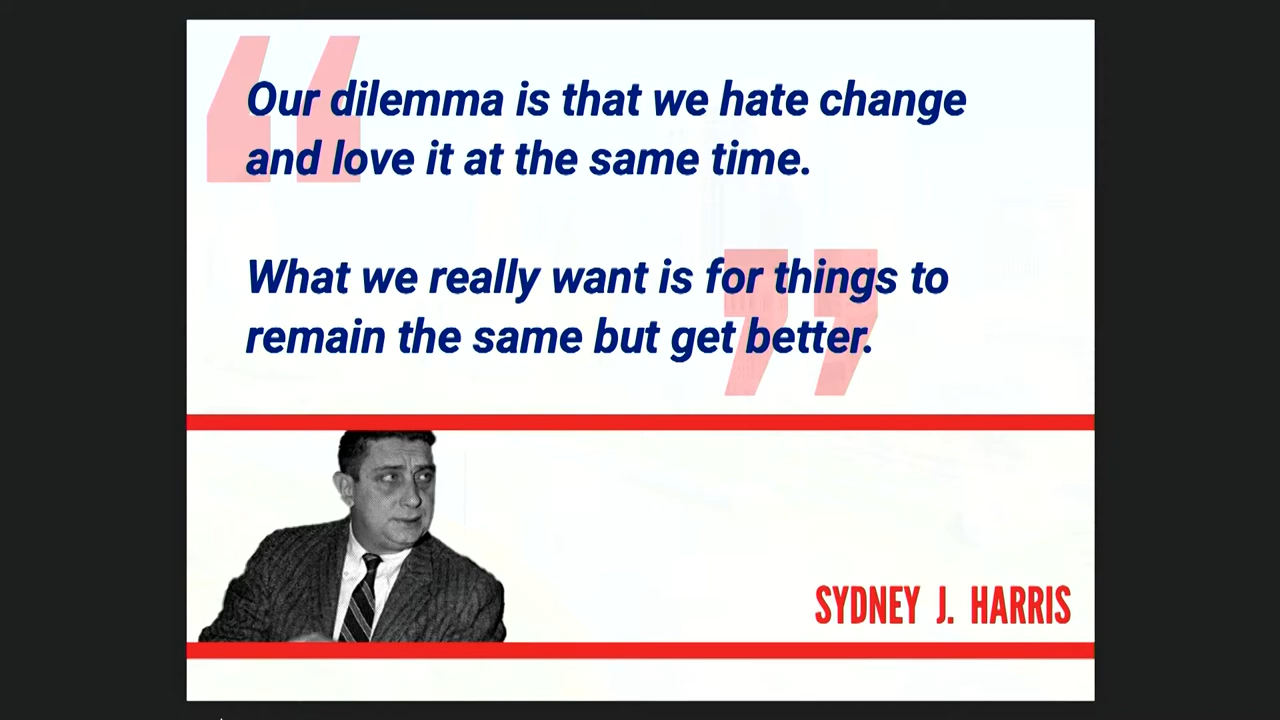 Our dilemma is that we hate change
and love it at the same time.
What we really want is for things to
remain the same but get better.
SYDNEY J. HARRIS